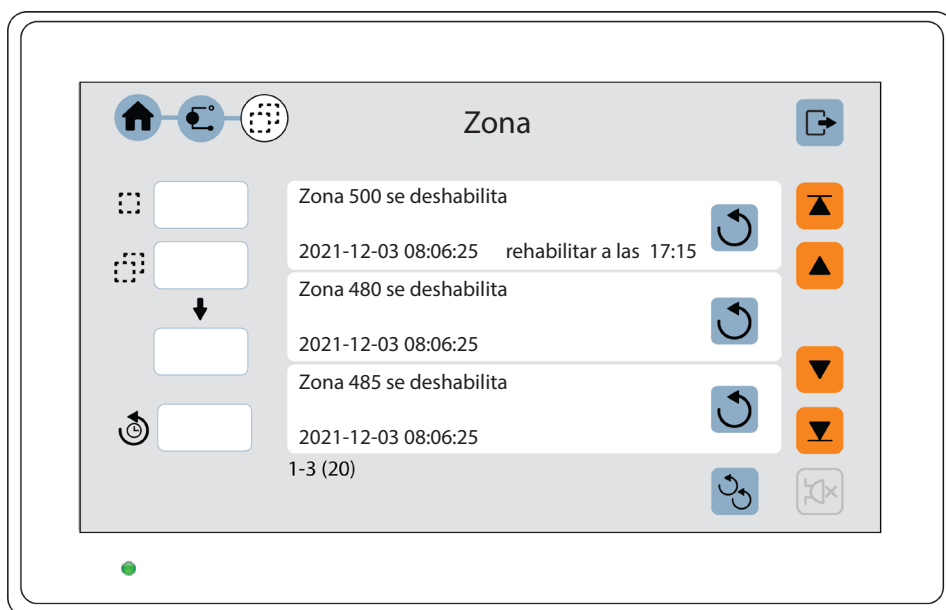 Zona
Zona 500 se deshabilita
2021-12-03 08:06:25 rehabilitar a las 17:15
Zona 480 se deshabilita
2021-12-03 08:06:25
Zona 485 se deshabilita
2021-12-03 08:06:25
1-3 (20)